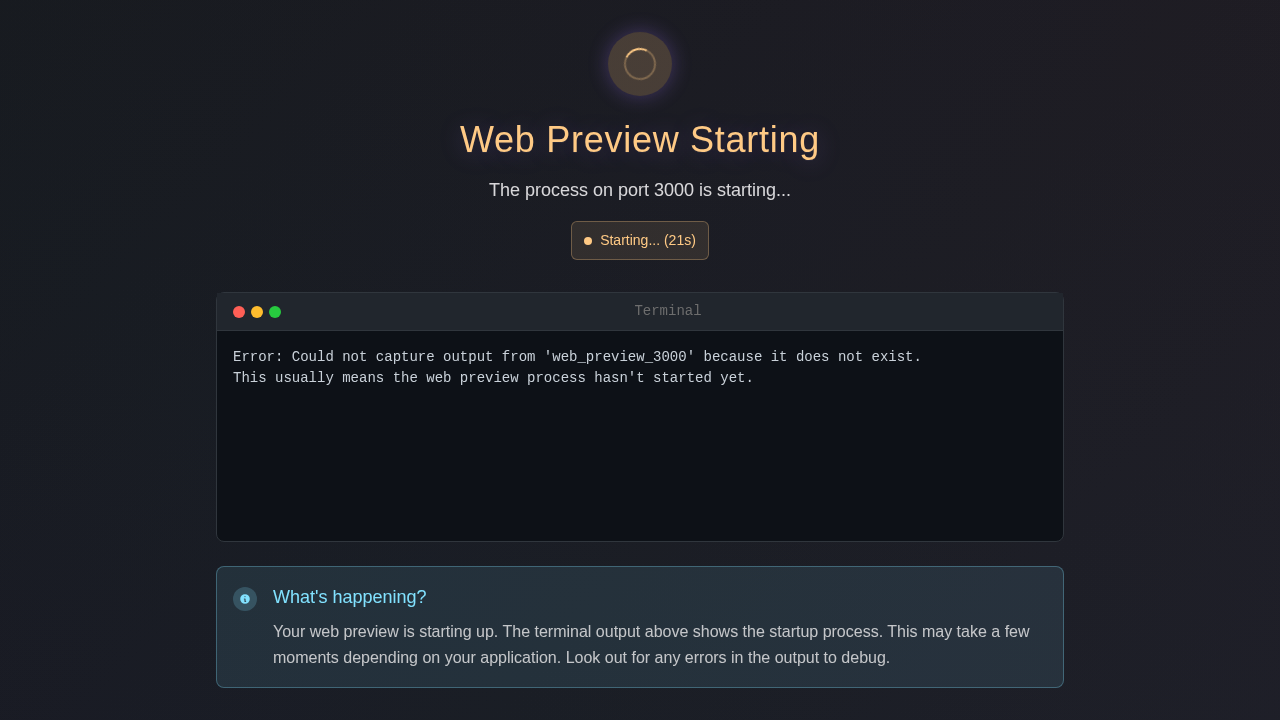 Web Preview Starting
The process on port 3000 is starting...
Starting... (21s)
Terminal
Error: Could not capture output from 'web_preview_3000' because it does not exist.
This usually means the web preview process hasn't started yet.
What's happening?
Your web preview is starting up. The terminal output above shows the startup process. This may take a few
moments depending on your application. Look out for any errors in the output to debug.